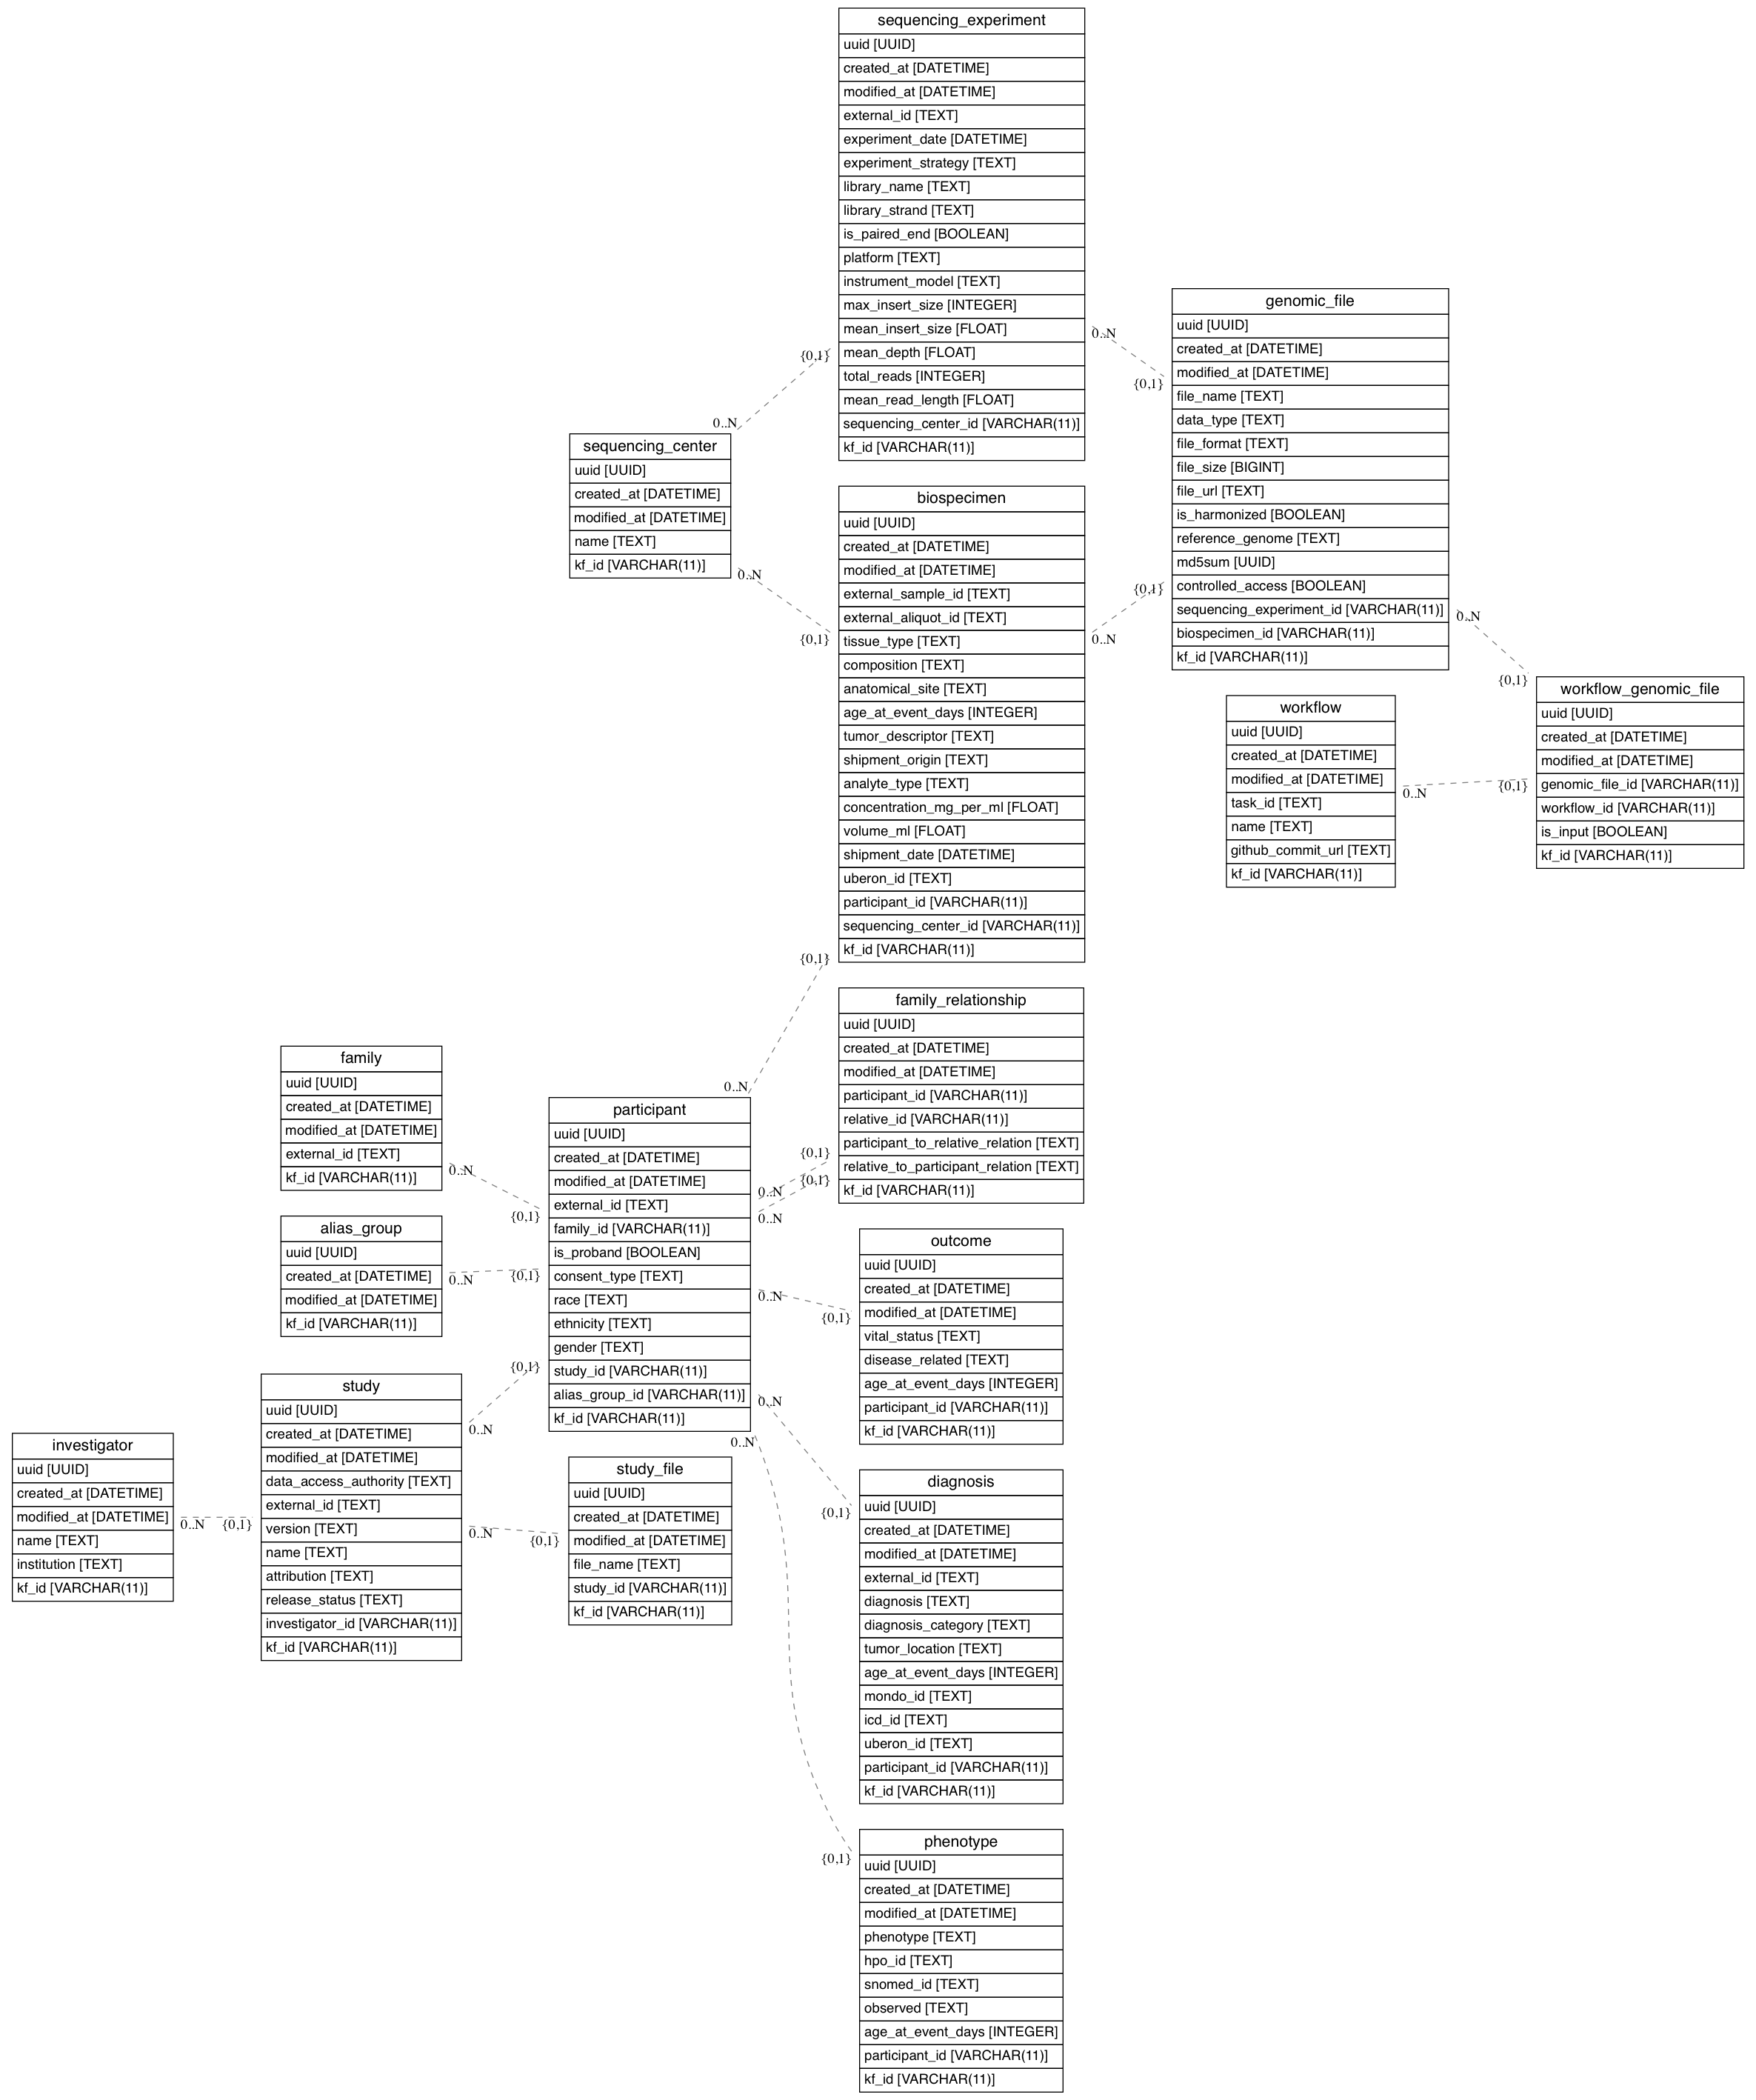 sequencing_experiment
uuid [UUID]
created_at [DATETIME]
modified_at [DATETIME]
external_id [TEXT]
experiment_date [DATETIME]
experiment_strategy [TEXT]
library_name [TEXT]
library_strand [TEXT]
is_paired_end [BOOLEAN]
platform [TEXT]
instrument_model [TEXT]
max_insert_size [INTEGER]
mean_insert_size [FLOAT]
mean_depth [FLOAT]
total_reads [INTEGER]
mean_read_length [FLOAT]
sequencing_center_id [VARCHAR(11)]
kf_id [VARCHAR(11)]
0..N
{0,1}
genomic_file
uuid [UUID]
created_at [DATETIME]
modified_at [DATETIME]
file_name [TEXT]
data_type [TEXT]
file_format [TEXT]
file_size [BIGINT]
file_url [TEXT]
is_harmonized [BOOLEAN]
reference_genome [TEXT]
md5sum [UUID]
controlled_access [BOOLEAN]
sequencing_experiment_id [VARCHAR(11)]
biospecimen_id [VARCHAR(11)]
kf_id [VARCHAR(11)]
{0,1}
0..N
sequencing_center
uuid [UUID]
created_at [DATETIME]
modified_at [DATETIME]
name [TEXT]
kf_id [VARCHAR(11)]
0..N
{0,1}
biospecimen
uuid [UUID]
created_at [DATETIME]
modified_at [DATETIME]
external_sample_id [TEXT]
external_aliquot_id [TEXT]
tissue_type [TEXT]
composition [TEXT]
anatomical_site [TEXT]
age_at_event_days [INTEGER]
tumor_descriptor [TEXT]
shipment_origin [TEXT]
analyte_type [TEXT]
concentration_mg_per_ml [FLOAT]
volume_ml [FLOAT]
shipment_date [DATETIME]
uberon_id [TEXT]
participant_id [VARCHAR(11)]
sequencing_center_id [VARCHAR(11)]
kf_id [VARCHAR(11)]
{0,1}
0..N
0..N
{0,1}
workflow_genomic_file
uuid [UUID]
created_at [DATETIME]
modified_at [DATETIME]
genomic_file_id [VARCHAR(11)]
workflow_id [VARCHAR(11)]
is_input [BOOLEAN]
kf_id [VARCHAR(11)]
workflow
uuid [UUID]
created_at [DATETIME]
modified_at [DATETIME]
task_id [TEXT]
name [TEXT]
github_commit_url [TEXT]
kf_id [VARCHAR(11)]
0..N
{0,1}
{0,1}
0..N
family_relationship
uuid [UUID]
created_at [DATETIME]
modified_at [DATETIME]
participant_id [VARCHAR(11)]
relative_id [VARCHAR(11)]
participant_to_relative_relation [TEXT]
relative_to_participant_relation [TEXT]
kf_id [VARCHAR(11)]
family
uuid [UUID]
created_at [DATETIME]
modified_at [DATETIME]
external_id [TEXT]
kf_id [VARCHAR(11)]
0..N
{0,1}
participant
uuid [UUID]
created_at [DATETIME]
modified_at [DATETIME]
external_id [TEXT]
family_id [VARCHAR(11)]
is_proband [BOOLEAN]
consent_type [TEXT]
race [TEXT]
ethnicity [TEXT]
gender [TEXT]
study_id [VARCHAR(11)]
alias_group_id [VARCHAR(11)]
kf_id [VARCHAR(11)]
{0,1}
0..N
{0,1}
0..N
alias_group
uuid [UUID]
created_at [DATETIME]
modified_at [DATETIME]
kf_id [VARCHAR(11)]
0..N
{0,1}
outcome
uuid [UUID]
created_at [DATETIME]
modified_at [DATETIME]
vital_status [TEXT]
disease_related [TEXT]
age_at_event_days [INTEGER]
participant_id [VARCHAR(11)]
kf_id [VARCHAR(11)]
0..N
{0,1}
study
uuid [UUID]
created_at [DATETIME]
modified_at [DATETIME]
data_access_authority [TEXT]
external_id [TEXT]
version [TEXT]
name [TEXT]
attribution [TEXT]
release_status [TEXT]
investigator_id [VARCHAR(11)]
kf_id [VARCHAR(11)]
{0,1}
0..N
investigator
uuid [UUID]
created_at [DATETIME]
modified_at [DATETIME]
name [TEXT]
institution [TEXT]
kf_id [VARCHAR(11)]
0..N
{0,1}
study_file
uuid [UUID]
created_at [DATETIME]
modified_at [DATETIME]
file_name [TEXT]
study_id [VARCHAR(11)]
kf_id [VARCHAR(11)]
0..N
{0,1}
diagnosis
uuid [UUID]
created_at [DATETIME]
modified_at [DATETIME]
external_id [TEXT]
diagnosis [TEXT]
diagnosis_category [TEXT]
tumor_location [TEXT]
age_at_event_days [INTEGER]
mondo_id [TEXT]
icd_id [TEXT]
uberon_id [TEXT]
participant_id [VARCHAR(11)]
kf_id [VARCHAR(11)]
0..N
{0,1}
phenotype
uuid [UUID]
created_at [DATETIME]
modified_at [DATETIME]
phenotype [TEXT]
hpo_id [TEXT]
snomed_id [TEXT]
observed [TEXT]
age_at_event_days [INTEGER]
participant_id [VARCHAR(11)]
kf_id [VARCHAR(11)]
0..N
{0,1}